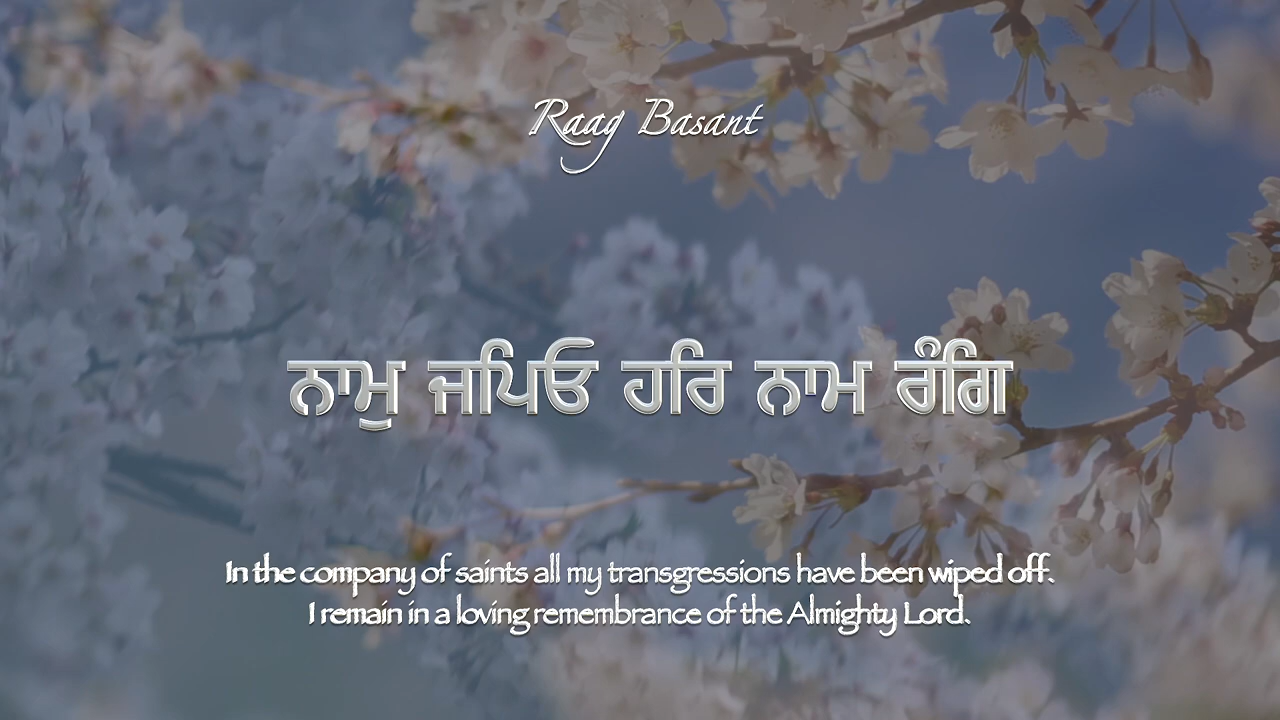 Raag Basant
ਨਾਮੁ ਜਪਿਓ ਹਰਿ ਨਾਮ ਰੰਗਿ
In the company of saints all my transgressions have been wiped off.
I remain in a loving remembrance of the Almighty Lord.